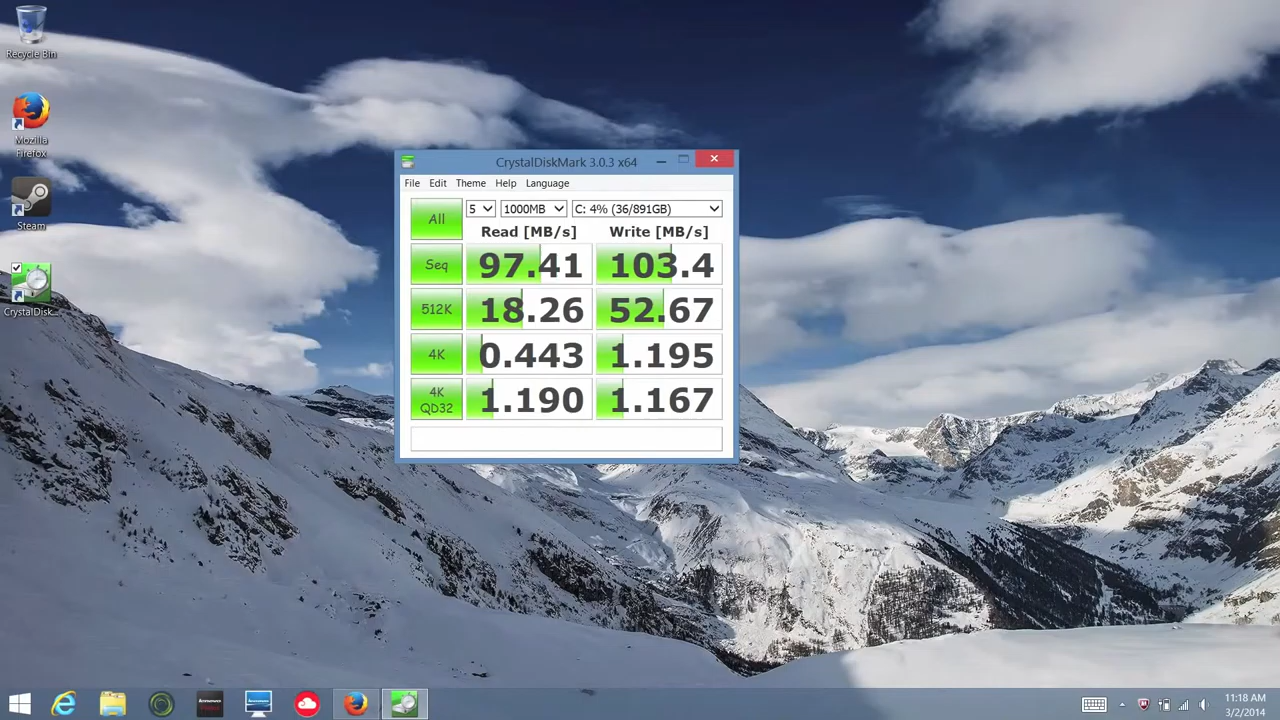 Recycle Bin
Mozilla
Firefox
Steam
CrystalDisk...
CrystalDiskMark 3.0.3 x64
File Edit Theme Help Language
All 5 1000MB C: 4% (36/891GB)
Read [MB/s] Write [MB/s]
Seq 97.41 103.4
512K 18.26 52.67
4K 0.443 1.195
4K
QD32 1.190 1.167
11:18 AM
3/2/2014